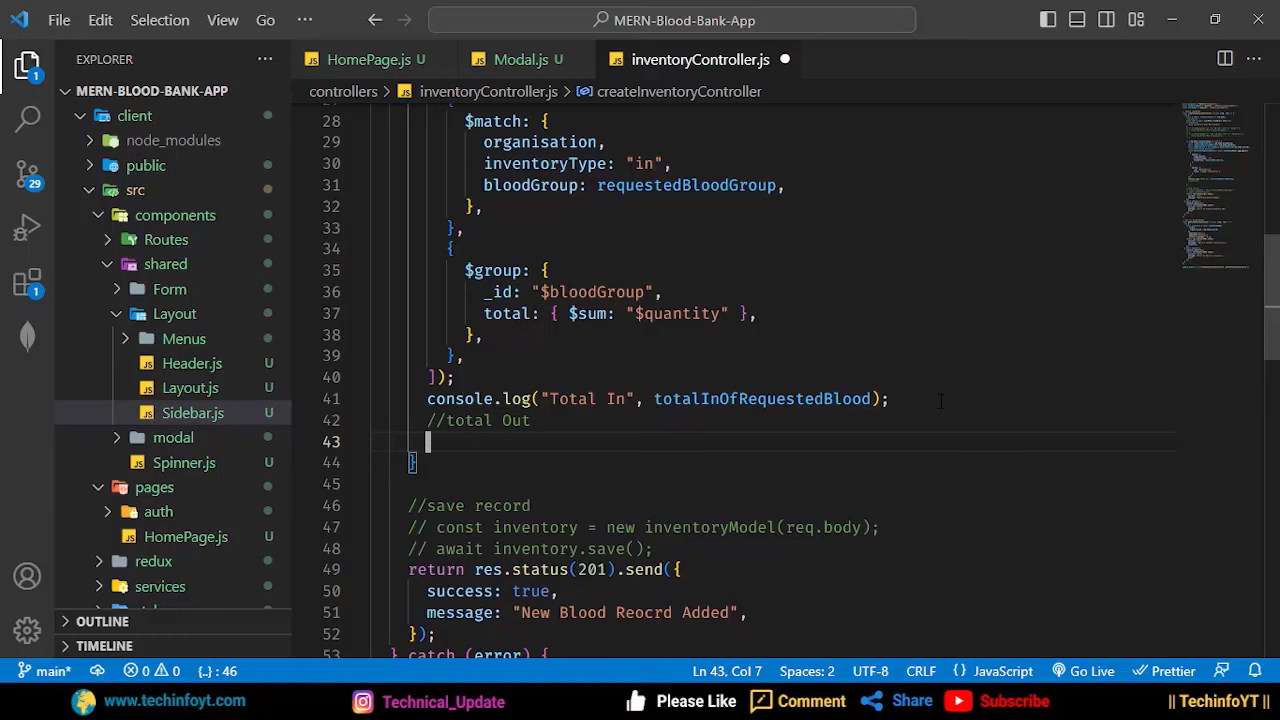 File Edit Selection View Go ··· MERN-Blood-Bank-App
EXPLORER ···
HomePage.js U
Modal.js U
inventoryController.js
controllers > inventoryController.js > createInventoryController
MERN-BLOOD-BANK-APP
client
node_modules
public
src
components
Routes
shared
Form
Layout
Menus
Header.js U
Layout.js U
Sidebar.js U
modal
Spinner.js U
pages
auth
HomePage.js U
redux
services
OUTLINE
TIMELINE
1
29
1
28 $match: {
29 organisation,
30 inventoryType: "in",
31 bloodGroup: requestedBloodGroup,
32 },
33 },
34 {
35 $group: {
36 _id: "$bloodGroup",
37 total: { $sum: "$quantity" },
38 },
39 },
40 ]);
41 console.log("Total In", totalInOfRequestedBlood);
42 //total Out
43
44 }
45
46 //save record
47 // const inventory = new inventoryModel(req.body);
48 // await inventory.save();
49 return res.status(201).send({
50 success: true,
51 message: "New Blood Reocrd Added",
52 });
53 } catch (error) {
main* 0 0 {..} : 46 Ln 43, Col 7 Spaces: 2 UTF-8 CRLF {} JavaScript Go Live Prettier
www.techinfoyt.com Technical_Update Please Like Comment Share Subscribe || TechinfoYT ||